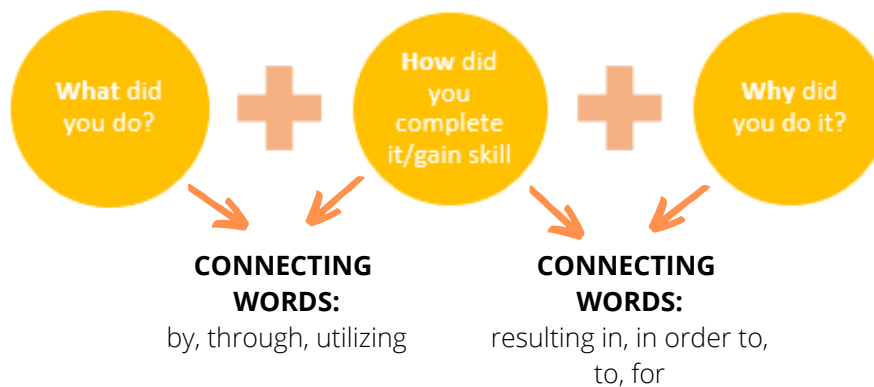 What did
you do?
How did
you
complete
it/gain skill
Why did
you do it?
CONNECTING
WORDS:
by, through, utilizing
CONNECTING
WORDS:
resulting in, in order to,
to, for